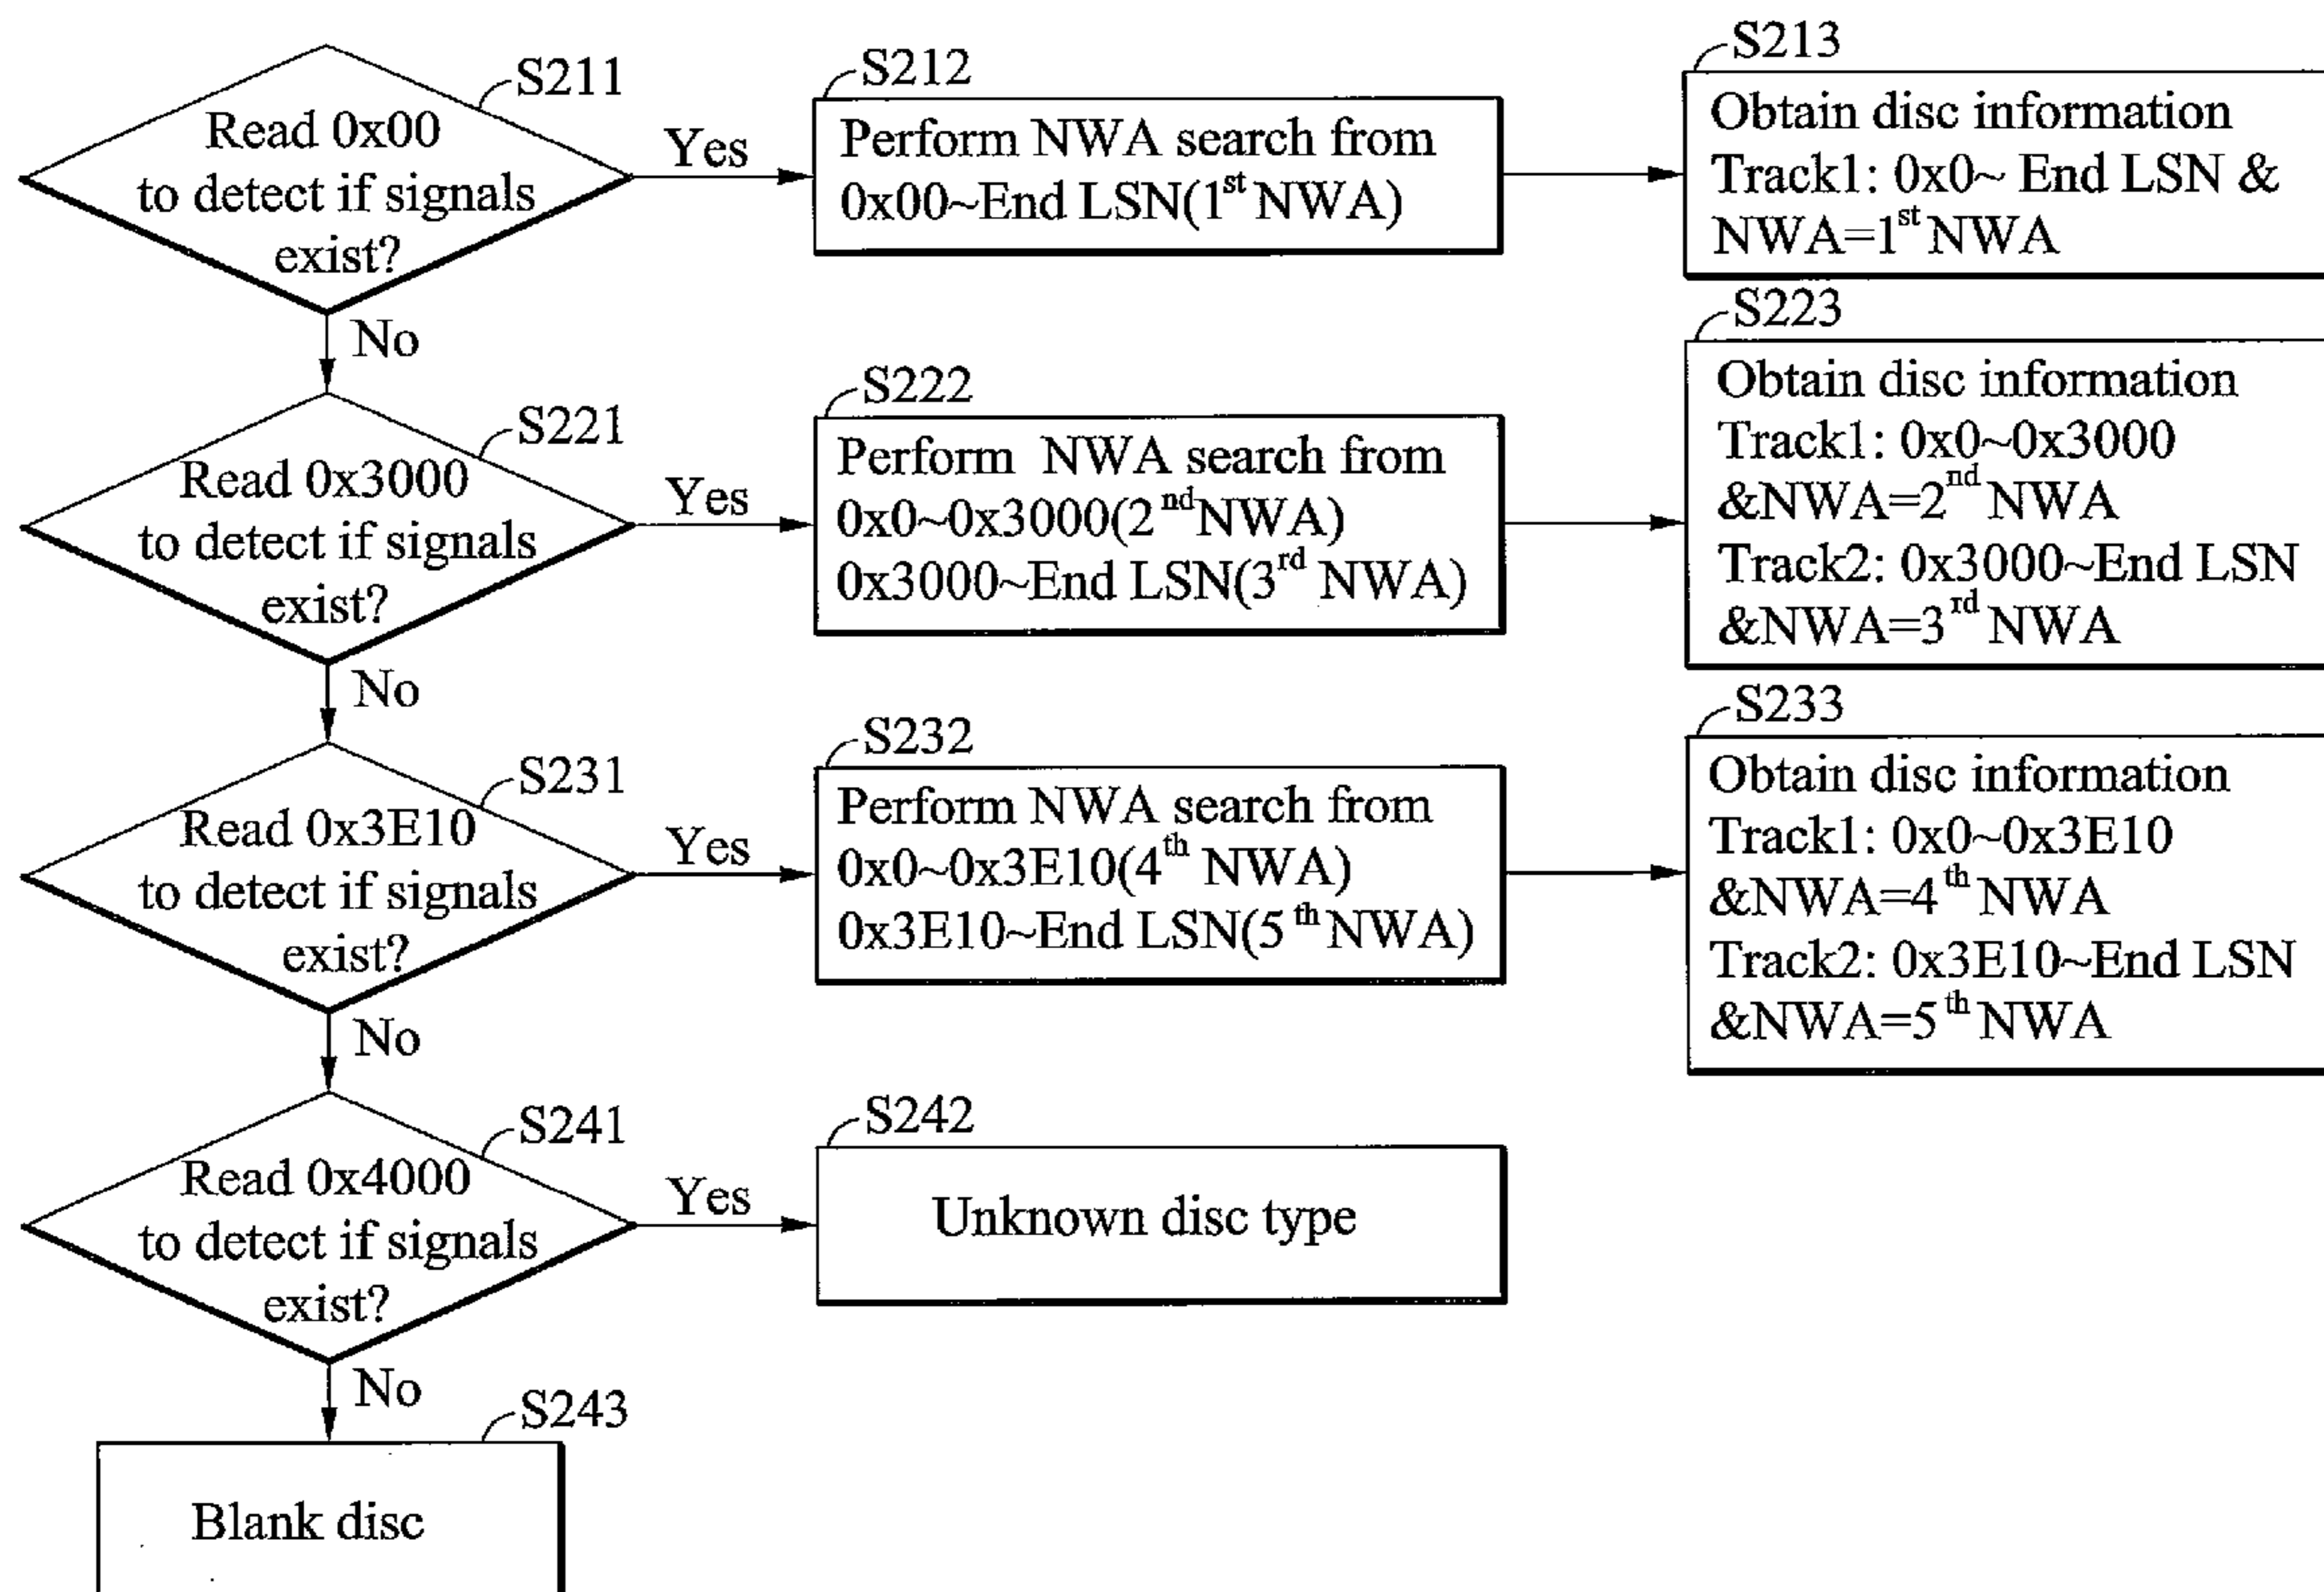 S211
Read 0x00
to detect if signals
exist?
Yes
S212
Perform NWA search from
0x00~End LSN(1st NWA)
S213
Obtain disc information
Track1: 0x0~ End LSN &
NWA=1st NWA
No
S221
Read 0x3000
to detect if signals
exist?
Yes
S222
Perform NWA search from
0x0~0x3000(2nd NWA)
0x3000~End LSN(3rd NWA)
S223
Obtain disc information
Track1: 0x0~0x3000
&NWA=2nd NWA
Track2: 0x3000~End LSN
&NWA=3rd NWA
No
S231
Read 0x3E10
to detect if signals
exist?
Yes
S232
Perform NWA search from
0x0~0x3E10(4th NWA)
0x3E10~End LSN(5th NWA)
S233
Obtain disc information
Track1: 0x0~0x3E10
&NWA=4th NWA
Track2: 0x3E10~End LSN
&NWA=5th NWA
No
S241
Read 0x4000
to detect if signals
exist?
Yes
S242
Unknown disc type
No
S243
Blank disc